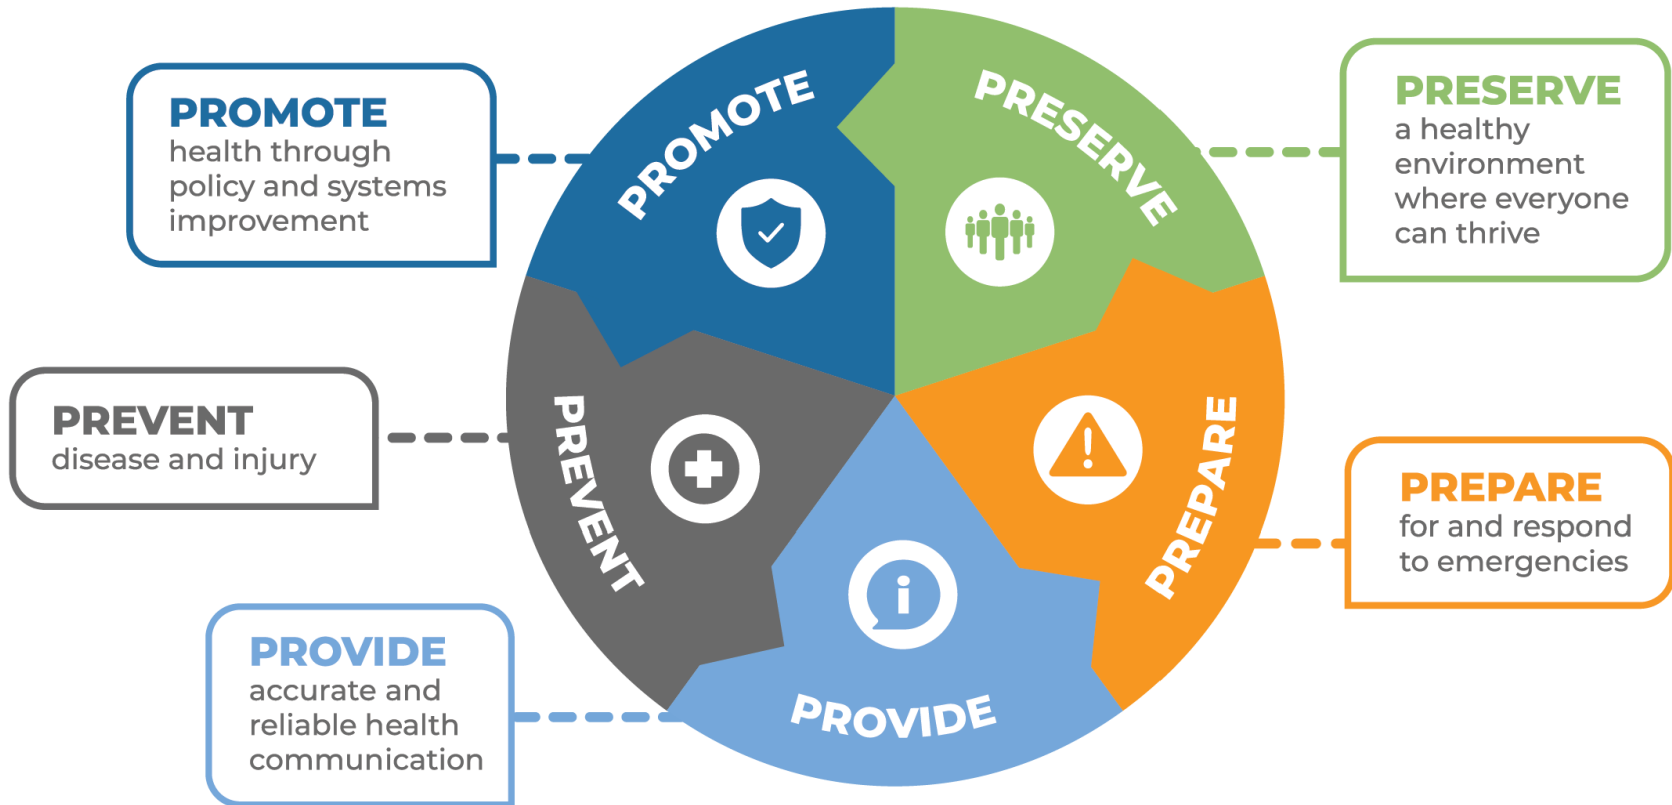 PROMOTE
health through
policy and systems
improvement
PREVENT
disease and injury
PROVIDE
accurate and
reliable health
communication
PROMOTE
PRESERVE
PREVENT
PREPARE
i
PROVIDE
PRESERVE
a healthy
environment
where everyone
can thrive
PREPARE
for and respond
to emergencies